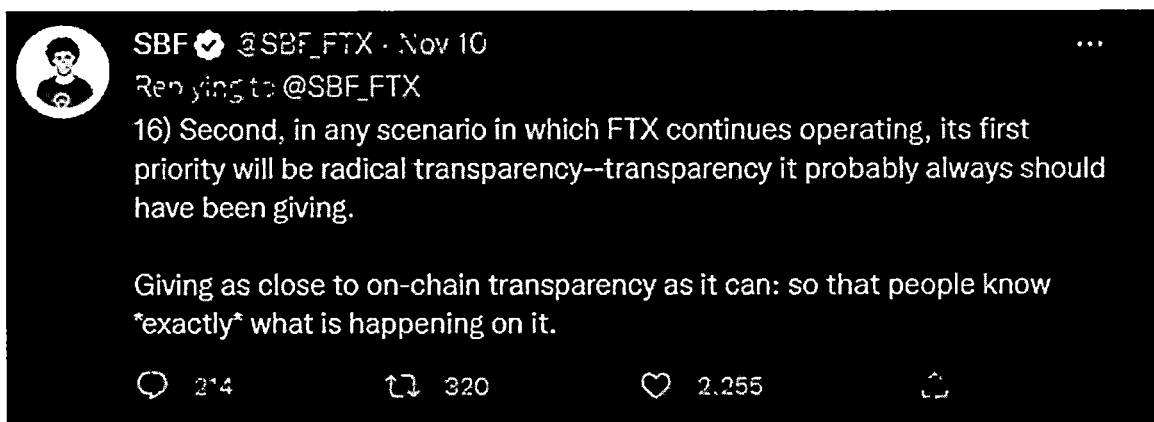 SBF @SBF_FTX · Nov 10
Replying to @SBF_FTX
16) Second, in any scenario in which FTX continues operating, its first
priority will be radical transparency--transparency it probably always should
have been giving.
Giving as close to on-chain transparency as it can: so that people know
*exactly* what is happening on it.
320 2,255